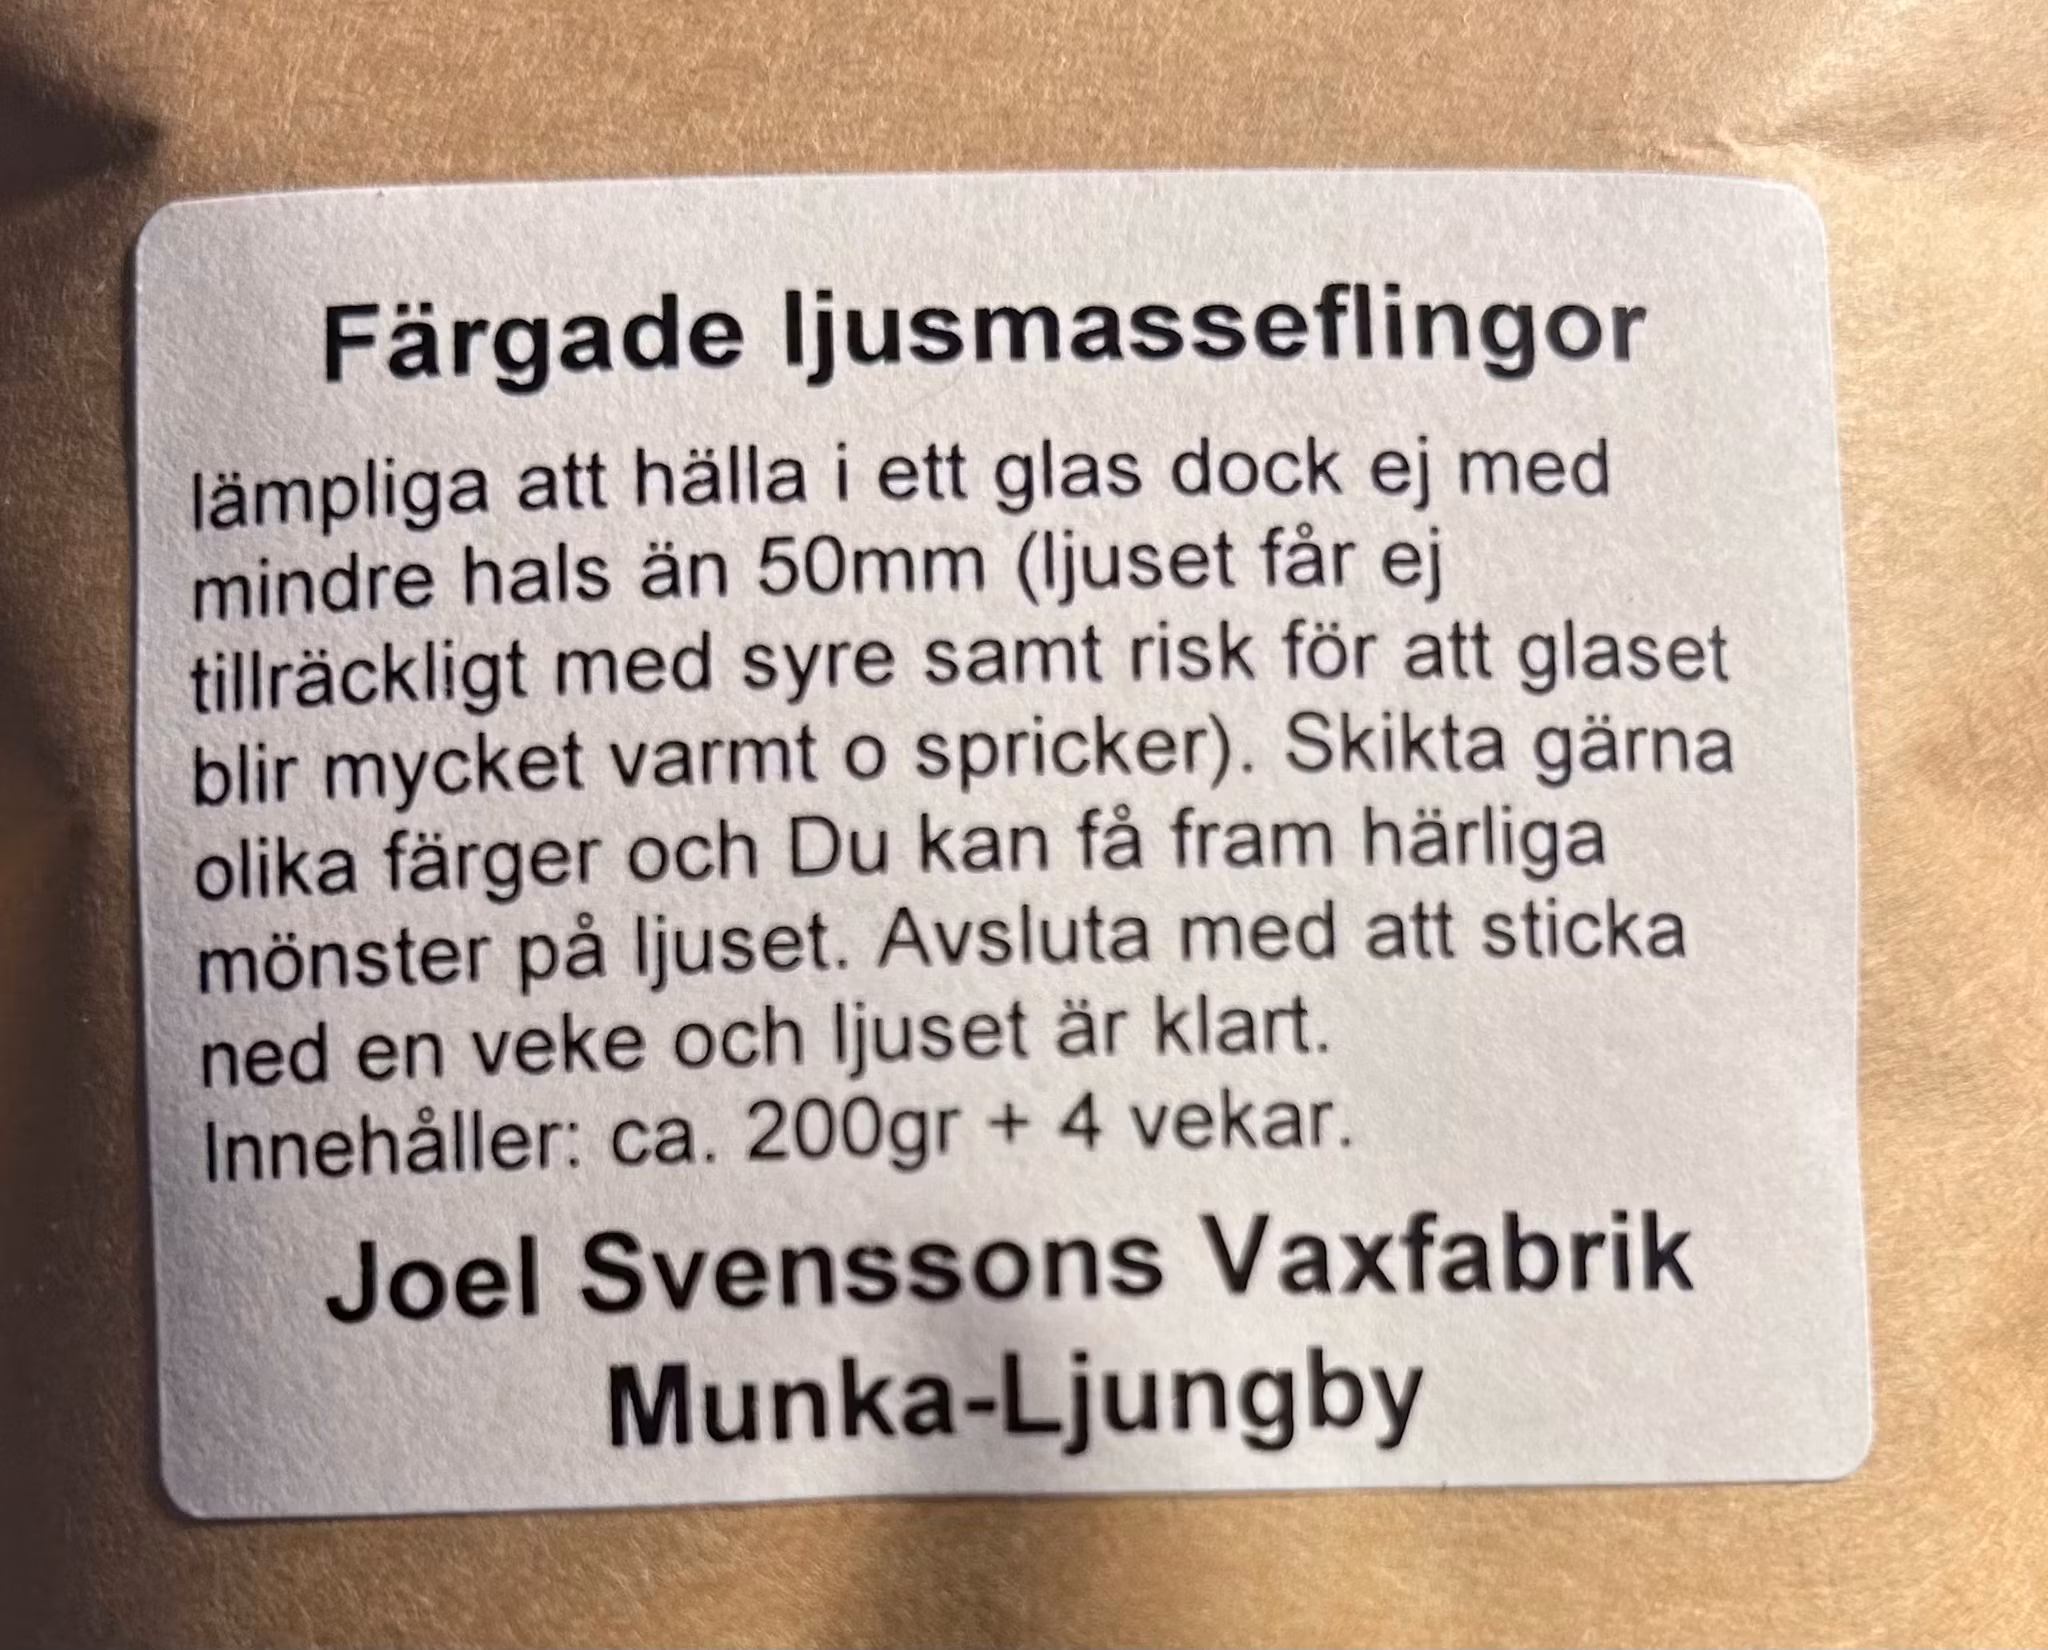 Färgade ljusmasseflingor
lämpliga att hälla i ett glas dock ej med
mindre hals än 50mm (ljuset får ej
tillräckligt med syre samt risk för att glaset
blir mycket varmt o spricker). Skikta gärna
olika färger och Du kan få fram härliga
mönster på ljuset. Avsluta med att sticka
ned en veke och ljuset är klart.
Innehåller: ca. 200gr + 4 vekar.
Joel Svenssons Vaxfabrik
Munka-Ljungby